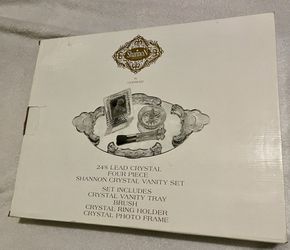 Shannon
24% LEAD CRYSTAL
FOUR PIECE
SHANNON CRYSTAL VANITY SET
SET INCLUDES
CRYSTAL VANITY TRAY
BRUSH
CRYSTAL RING HOLDER
CRYSTAL PHOTO FRAME